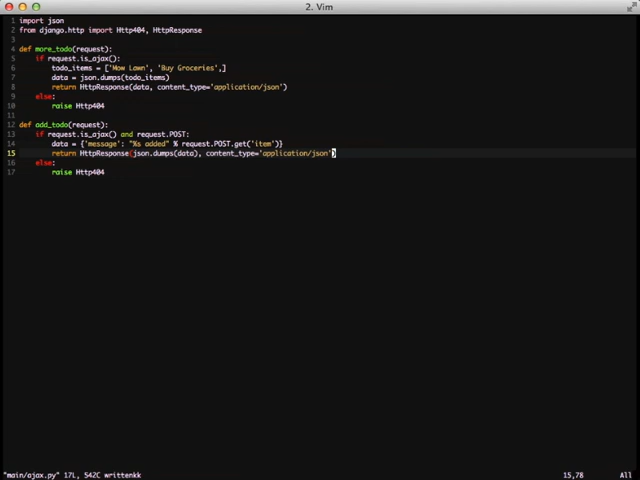 2. Vim
1 import json
2 from django.http import Http404, HttpResponse
3
4 def more_todo(request):
5 if request.is_ajax():
6 todo_items = ['Mow Lawn', 'Buy Groceries',]
7 data = json.dumps(todo_items)
8 return HttpResponse(data, content_type='application/json')
9 else:
10 raise Http404
11
12 def add_todo(request):
13 if request.is_ajax() and request.POST:
14 data = {'message': "%s added" % request.POST.get('item')}
15 return HttpResponse(json.dumps(data), content_type='application/json')
16 else:
17 raise Http404
"main/ajax.py" 17L, 542C writtenkk 15,78 All